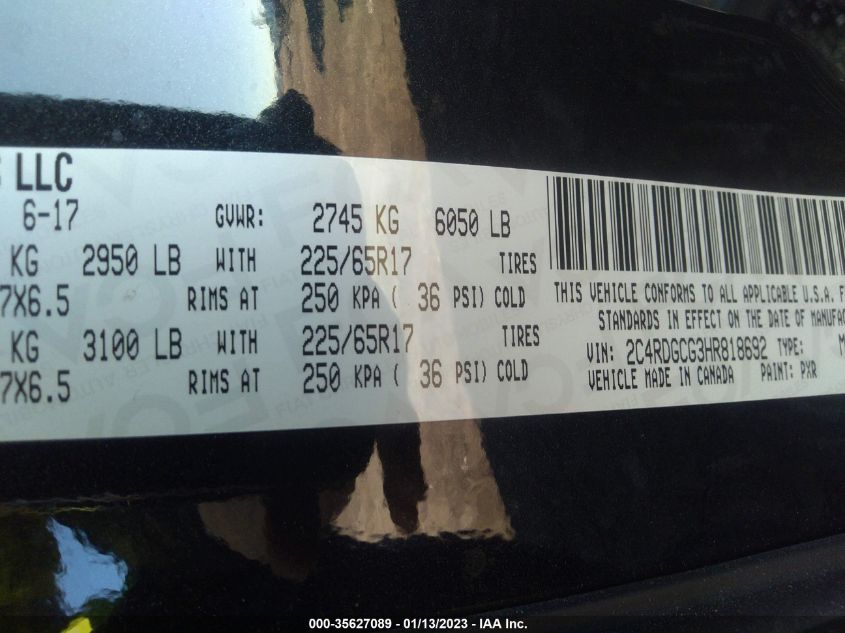 LLC
6-17 GVWR: 2745 KG 6050 LB
KG 2950 LB WITH 225/65R17 TIRES
7X6.5 RIMS AT 250 KPA ( 36 PSI) COLD
KG 3100 LB WITH 225/65R17 TIRES
7X6.5 RIMS AT 250 KPA ( 36 PSI) COLD
THIS VEHICLE CONFORMS TO ALL APPLICABLE U.S.A. F
STANDARDS IN EFFECT ON THE DATE OF MANUFAC
VIN: 2C4RDGCG3HR818692 TYPE: M
VEHICLE MADE IN CANADA PAINT: PXR
000-35627089 - 01/13/2023 - IAA Inc.